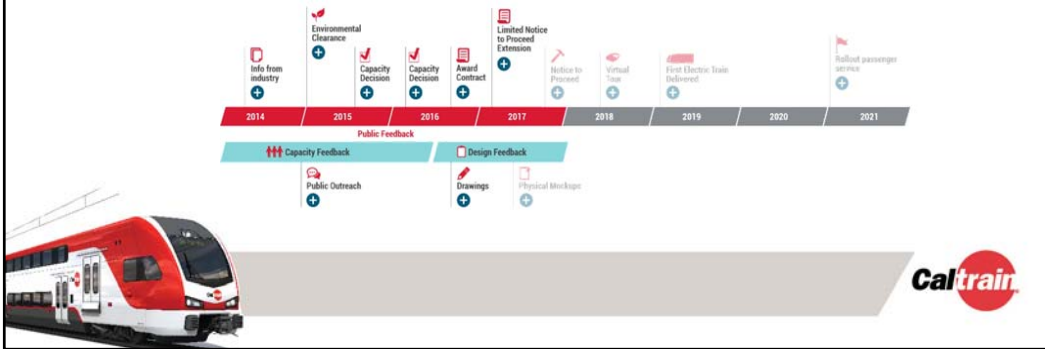 Environmental
Clearance
Limited Notice
to Proceed
Extension
Info from
industry
Capacity
Decision
Capacity
Decision
Award
Contract
Notice to
Proceed
Virtual
Tour
First Electric Train
Delivered
Rollout passenger
service
2014
2015
2016
2017
2018
2019
2020
2021
Public Feedback
Capacity Feedback
Design Feedback
Public Outreach
Drawings
Physical Mockups
Caltrain